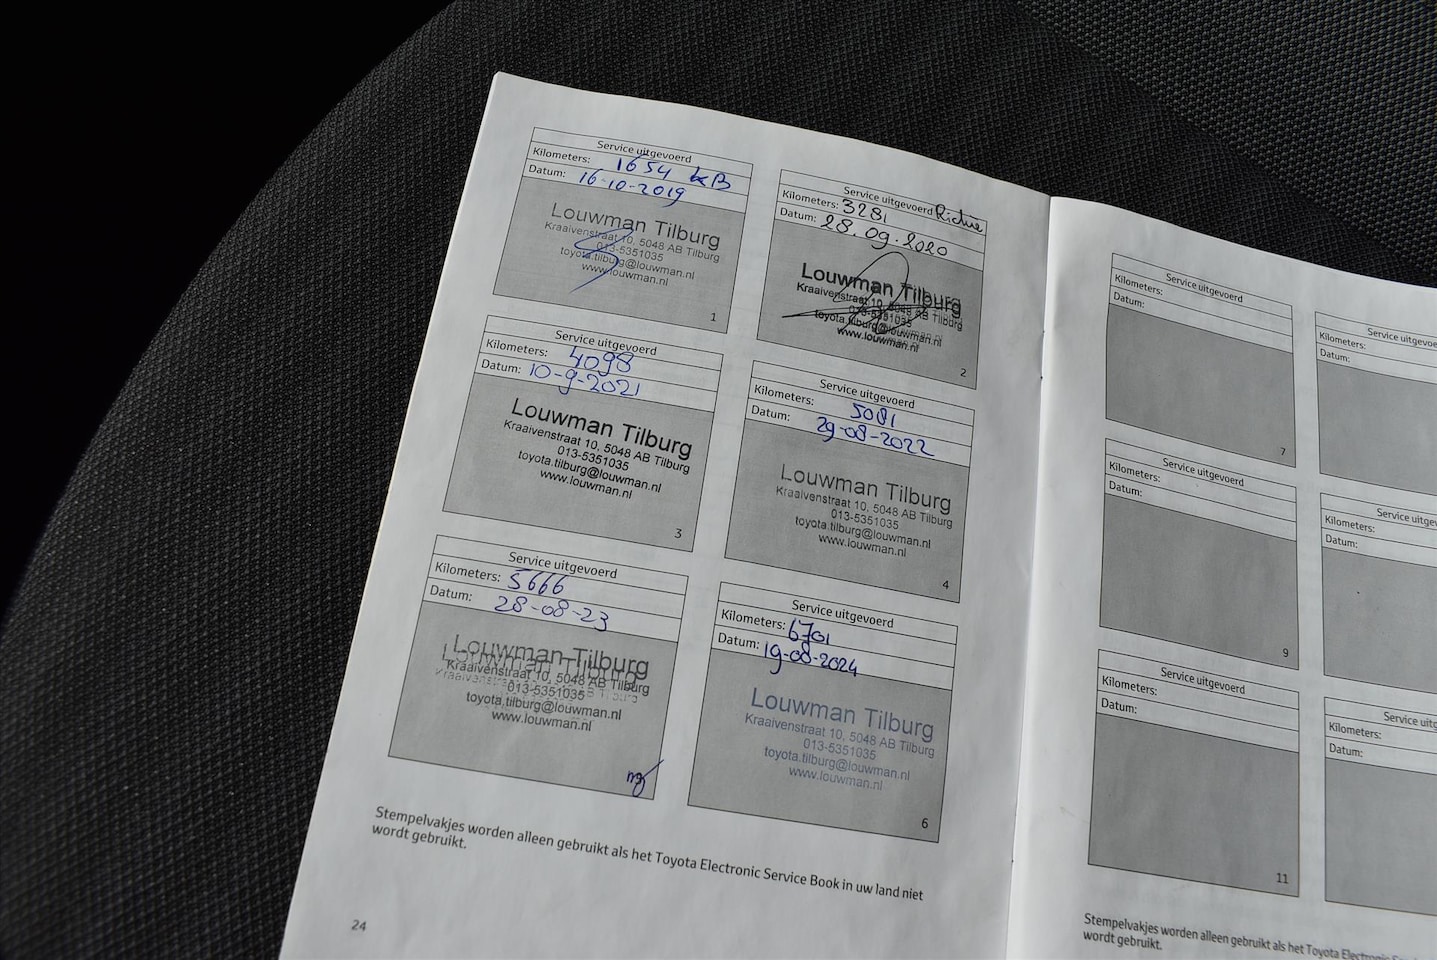 Service uitgevoerd
Kilometers: 1654
Datum: 16-10-2019
Louwman Tilburg
Kraaivenstraat 10, 5048 AB Tilburg
013-5351035
toyota.tilburg@louwman.nl
www.louwman.nl
1
Service uitgevoerd
Kilometers: 3281
Datum: 28.09.2020
Louwman Tilburg
Kraaivenstraat 10, 5048 AB Tilburg
013-5351035
toyota.tilburg@louwman.nl
www.louwman.nl
2
Service uitgevoerd
Kilometers: 4098
Datum: 10-9-2021
Louwman Tilburg
Kraaivenstraat 10, 5048 AB Tilburg
013-5351035
toyota.tilburg@louwman.nl
www.louwman.nl
3
Service uitgevoerd
Kilometers: 5081
Datum: 29-08-2022
Louwman Tilburg
Kraaivenstraat 10, 5048 AB Tilburg
013-5351035
toyota.tilburg@louwman.nl
www.louwman.nl
4
Service uitgevoerd
Kilometers: 5666
Datum: 28-08-23
Louwman Tilburg
Kraaivenstraat 10, 5048 AB Tilburg
013-5351035
toyota.tilburg@louwman.nl
www.louwman.nl
Service uitgevoerd
Kilometers: 6701
Datum: 19-08-2024
Louwman Tilburg
Kraaivenstraat 10, 5048 AB Tilburg
013-5351035
toyota.tilburg@louwman.nl
www.louwman.nl
6
Stempelvakjes worden alleen gebruikt als het Toyota Electronic Service Book in uw land niet
wordt gebruikt.
24
Service uitgevoerd
Kilometers:
Datum:
7
Service uitgevoe
Kilometers:
Datum:
Service uitgevoerd
Kilometers:
Datum:
9
Service uitgev
Kilometers:
Datum:
Service uitgevoerd
Kilometers:
Datum:
11
Service uitg
Kilometers:
Datum:
Stempelvakjes worden alleen gebruikt als het Toyota
wordt gebruikt.